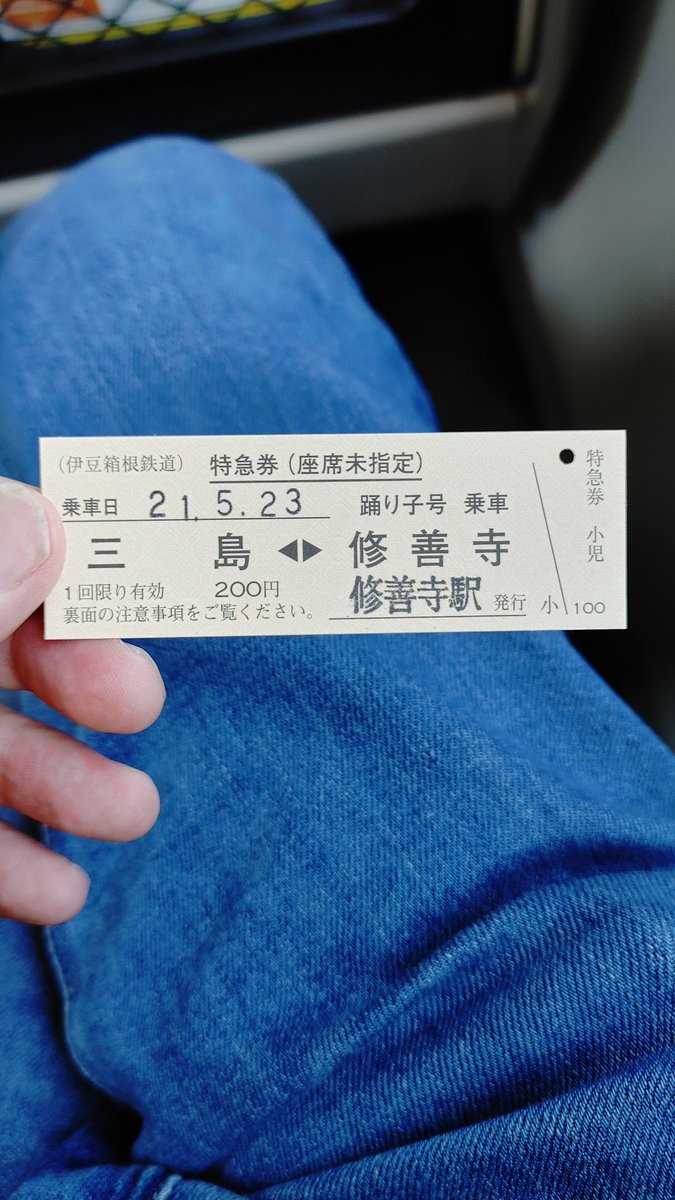 （伊豆箱根鉄道） 特急券（座席未指定）
乗車日 21.5.23 踊り子号 乗車
三島 ◀▶ 修善寺
1回限り有効 200円 修善寺駅 発行
裏面の注意事項をご覧ください。
小 100
特急券 小児